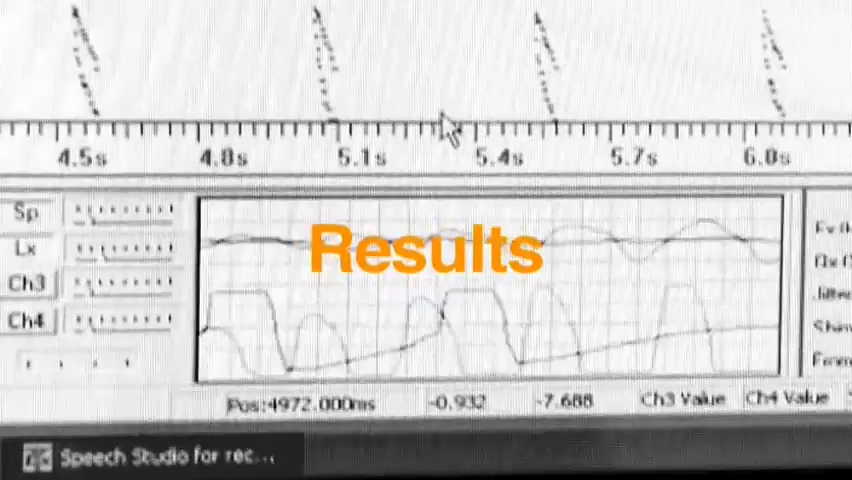 4.5s 4.8s 5.1s 5.4s 5.7s 6.0s
Sp
Lx
Ch3
Ch4
Results
Pos:4972.000ms -0.932 -7.688 Ch3 Value Ch4 Value
Speech Studio for rec...